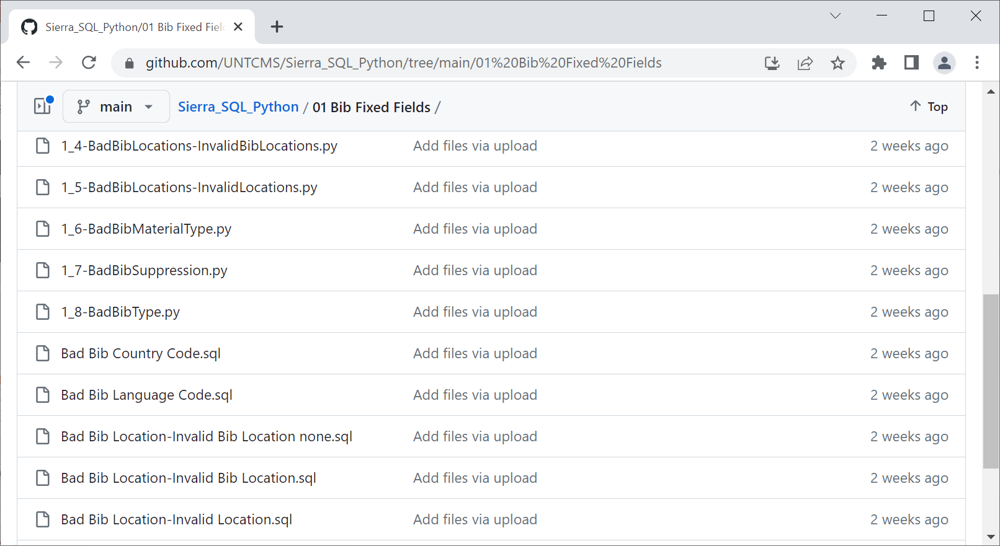 Sierra_SQL_Python/01 Bib Fixed Fiel
github.com/UNTCMS/Sierra_SQL_Python/tree/main/01%20Bib%20Fixed%20Fields
main Sierra_SQL_Python / 01 Bib Fixed Fields / Top
1_4-BadBibLocations-InvalidBibLocations.py Add files via upload 2 weeks ago
1_5-BadBibLocations-InvalidLocations.py Add files via upload 2 weeks ago
1_6-BadBibMaterialType.py Add files via upload 2 weeks ago
1_7-BadBibSuppression.py Add files via upload 2 weeks ago
1_8-BadBibType.py Add files via upload 2 weeks ago
Bad Bib Country Code.sql Add files via upload 2 weeks ago
Bad Bib Language Code.sql Add files via upload 2 weeks ago
Bad Bib Location-Invalid Bib Location none.sql Add files via upload 2 weeks ago
Bad Bib Location-Invalid Bib Location.sql Add files via upload 2 weeks ago
Bad Bib Location-Invalid Location.sql Add files via upload 2 weeks ago